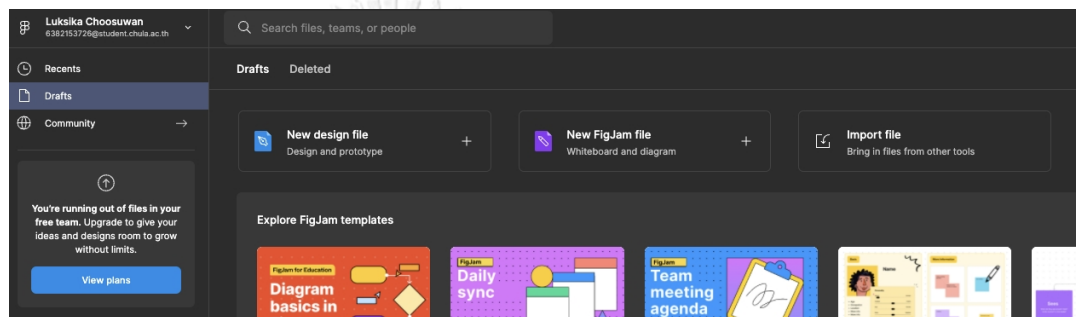 Luksika Choosuwan
6382153726@student.chula.ac.th
Search files, teams, or people
Recents
Drafts
Community
You're running out of files in your
free team. Upgrade to give your
ideas and designs room to grow
without limits.
View plans
Drafts Deleted
New design file
Design and prototype
New FigJam file
Whiteboard and diagram
Import file
Bring in files from other tools
Explore FigJam templates
FigJam for Education
Diagram
basics in
FigJam
Daily
sync
FigJam
Team
meeting
agenda
Name